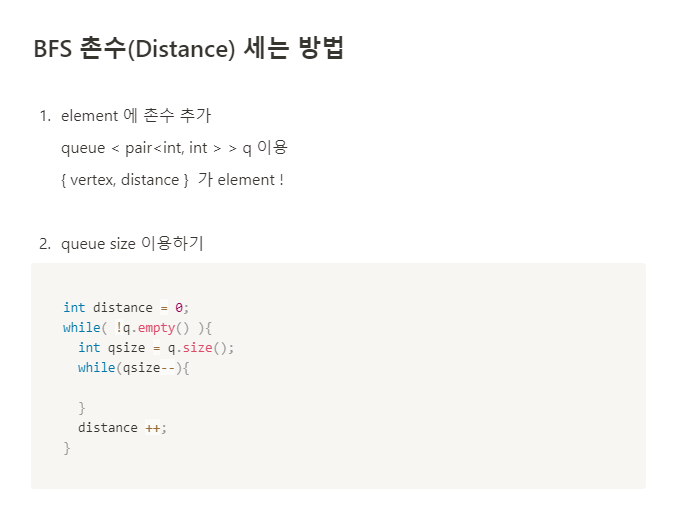 BFS 촌수(Distance) 세는 방법
1. element 에 촌수 추가
queue < pair<int, int > > q 이용
{ vertex, distance }  가 element !
2. queue size 이용하기
int distance = 0;
while( !q.empty() ){
  int qsize = q.size();
  while(qsize--){
  }
  distance ++;
}